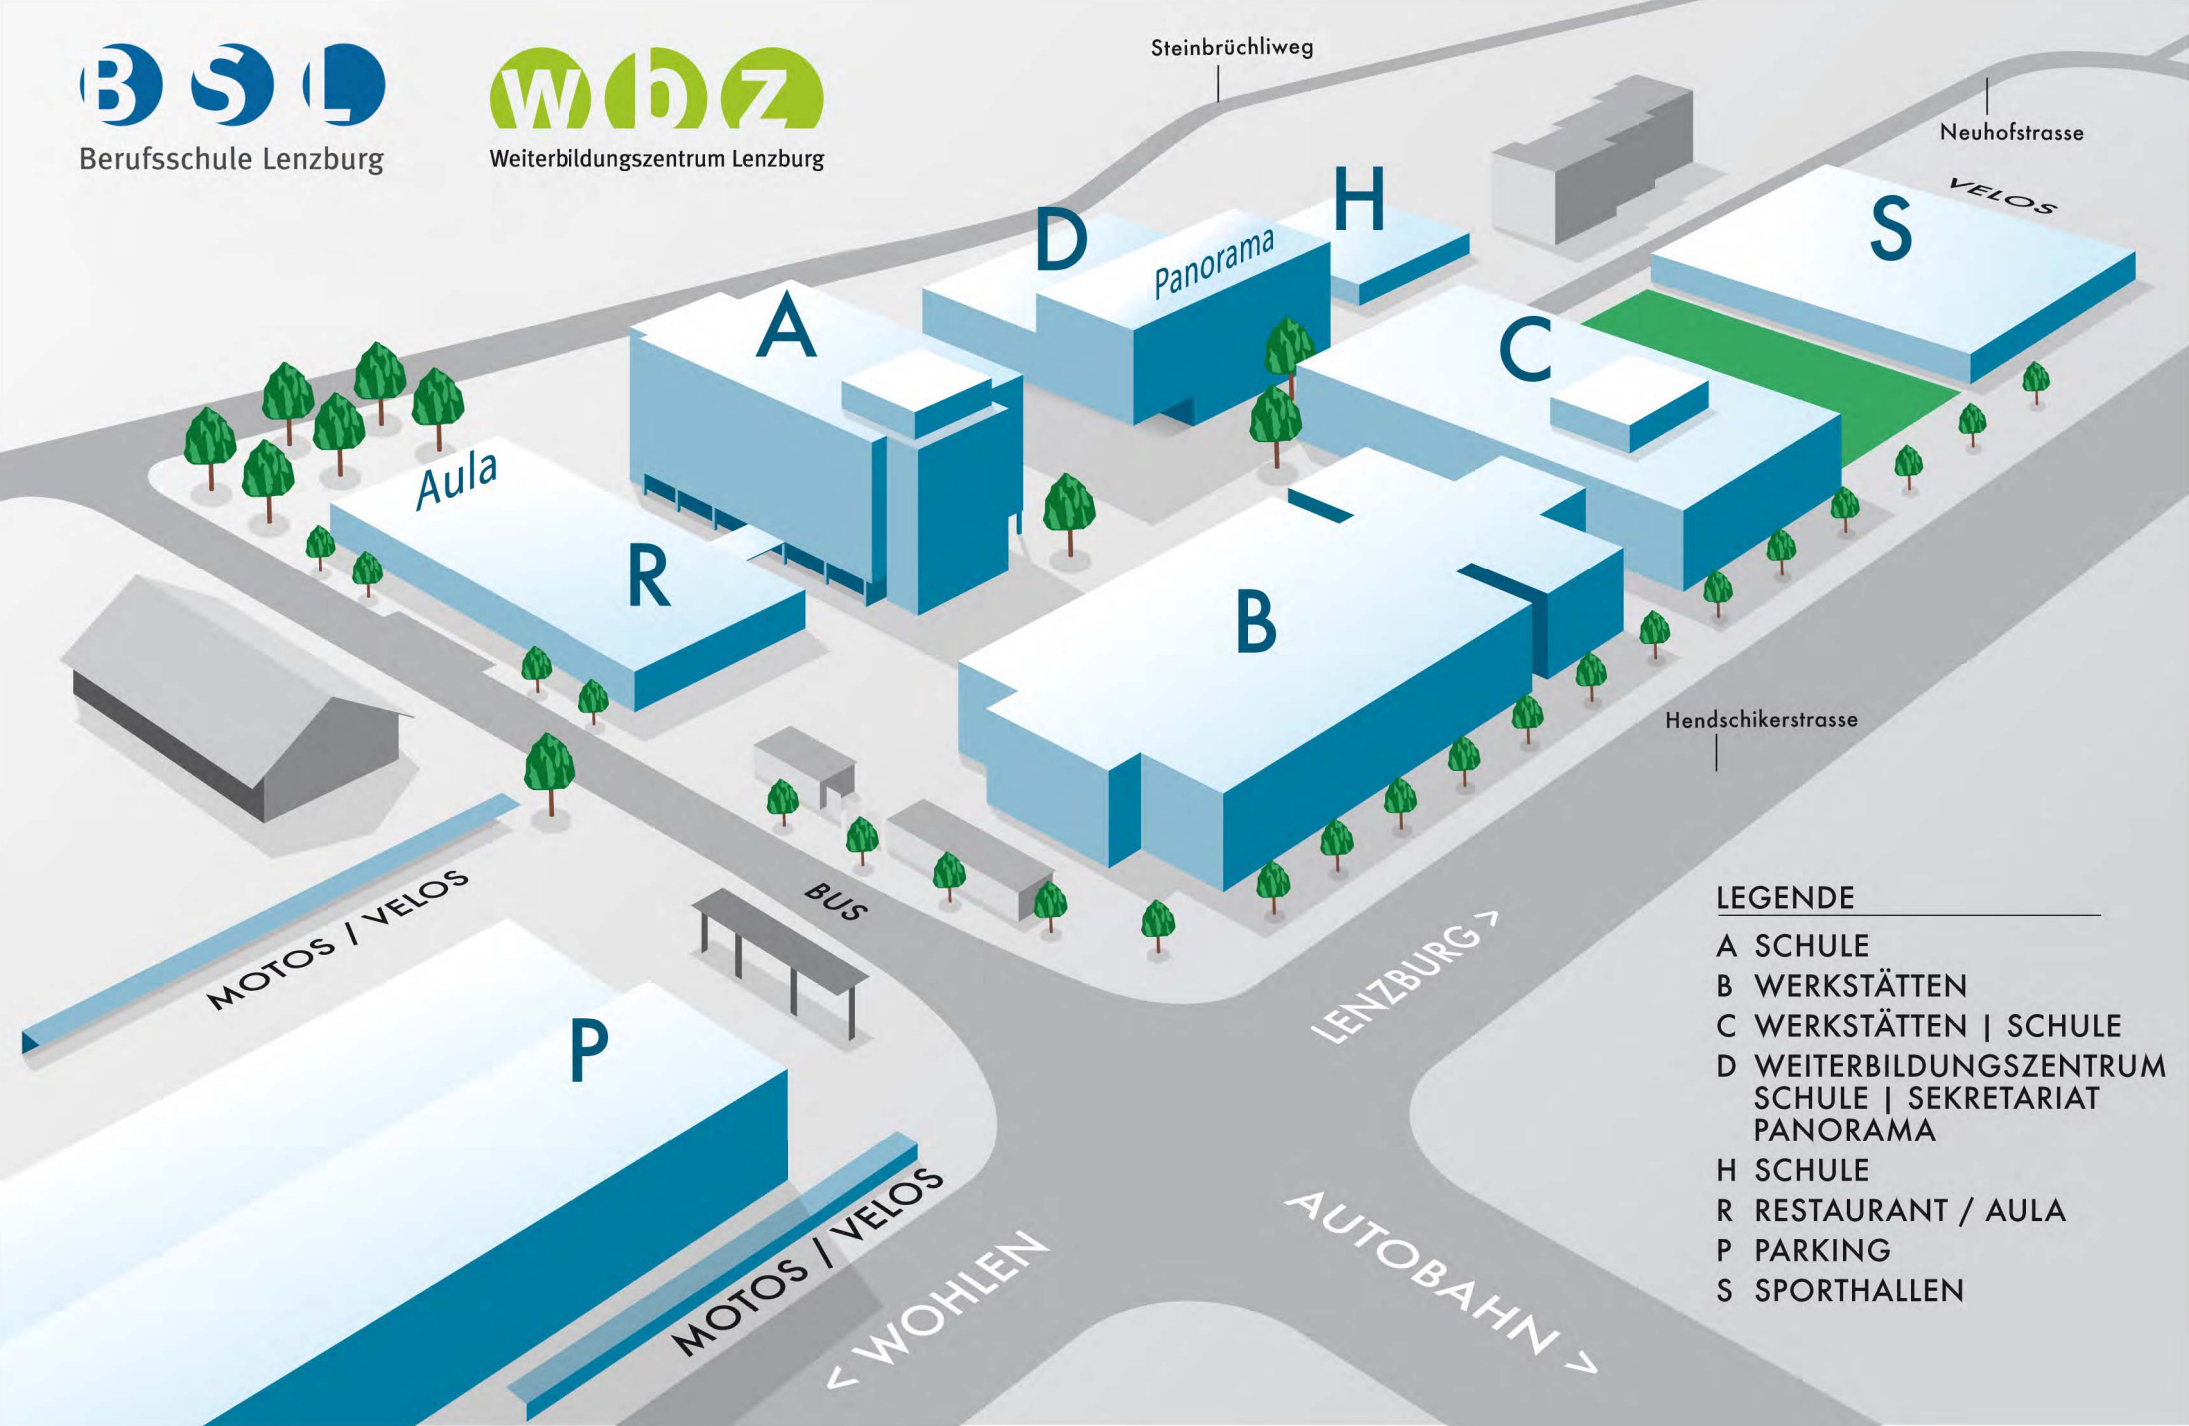 B S L
Berufsschule Lenzburg
wbz
Weiterbildungszentrum Lenzburg
Steinbrüchliweg
Neuhofstrasse
VELOS
H
S
D
Panorama
A
C
Aula
R
B
Hendschikerstrasse
MOTOS / VELOS
BUS
LENZBURG >
P
MOTOS / VELOS
< WOHLEN
AUTOBAHN >
LEGENDE
A SCHULE
B WERKSTÄTTEN
C WERKSTÄTTEN | SCHULE
D WEITERBILDUNGSZENTRUM
SCHULE | SEKRETARIAT
PANORAMA
H SCHULE
R RESTAURANT / AULA
P PARKING
S SPORTHALLEN